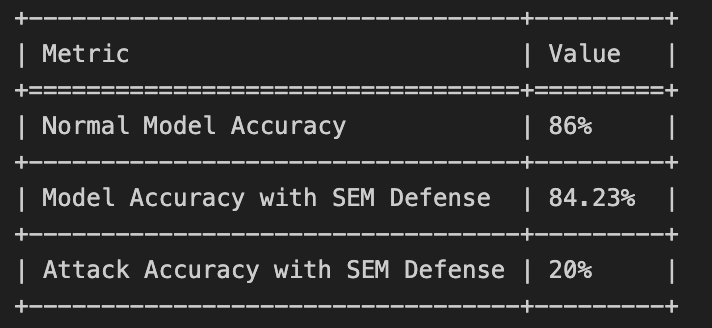 +----------------------------------+---------+
| Metric                           | Value   |
+==================================+=========+
| Normal Model Accuracy            | 86%     |
+----------------------------------+---------+
| Model Accuracy with SEM Defense  | 84.23%  |
+----------------------------------+---------+
| Attack Accuracy with SEM Defense | 20%     |
+----------------------------------+---------+